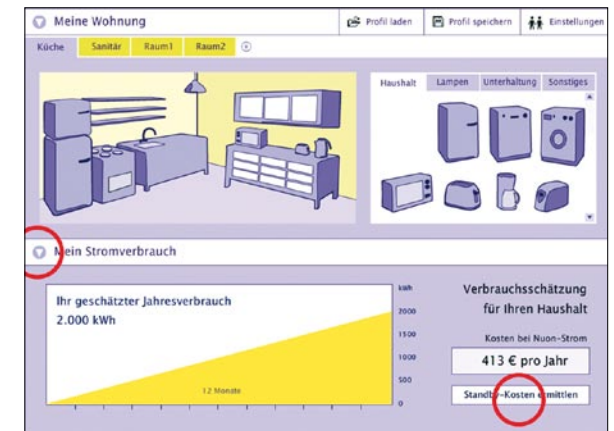 Meine Wohnung
Profil laden
Profil speichern
Einstellungen
Küche
Sanitär
Raum1
Raum2
Haushalt
Lampen
Unterhaltung
Sonstiges
Mein Stromverbrauch
Ihr geschätzter Jahresverbrauch
2.000 kWh
kWh
2000
1500
1000
500
0
12 Monate
Verbrauchsschätzung
für Ihren Haushalt
Kosten bei Nuon-Strom
413 € pro Jahr
Standby-Kosten ermitteln